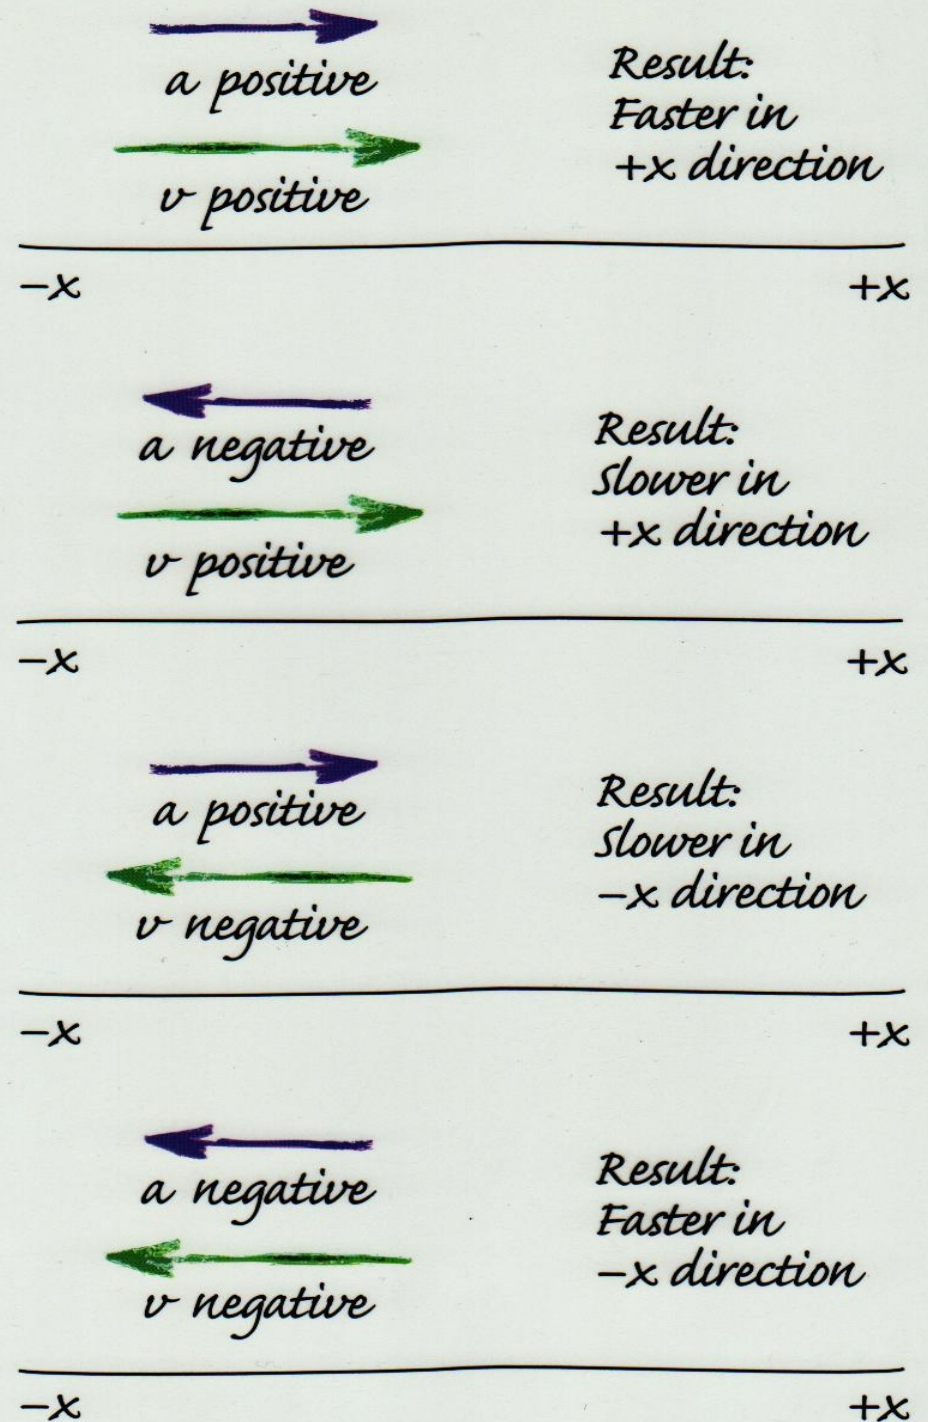 a positive
Result:
Faster in
+x direction
v positive
−x
+x
a negative
Result:
Slower in
+x direction
v positive
−x
+x
a positive
Result:
Slower in
−x direction
v negative
−x
+x
a negative
Result:
Faster in
−x direction
v negative
−x
+x